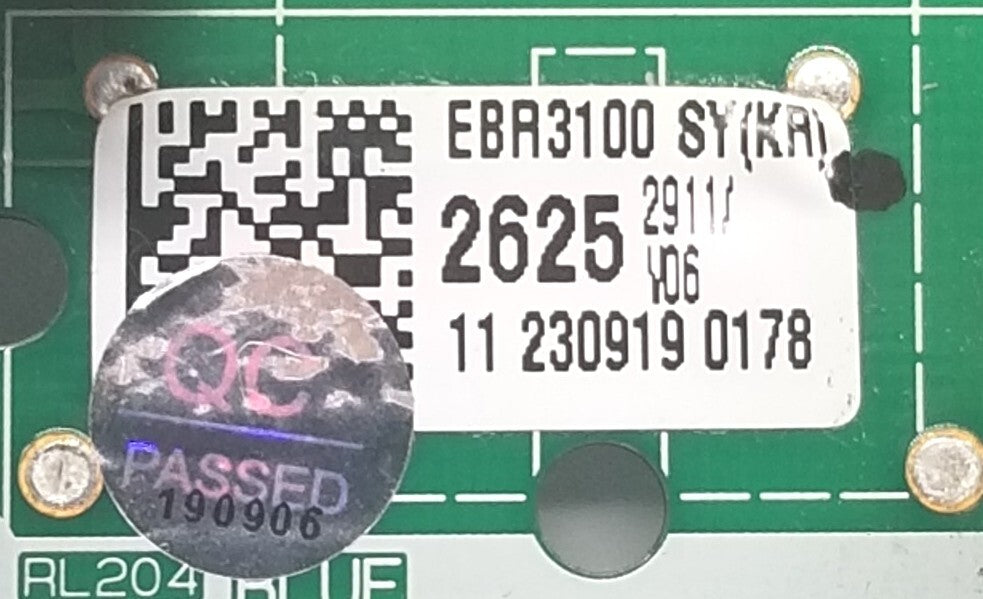 EBR3100 SY(KR)
2625
2911
Y06
11 230919 0178
QC
PASSED
190906
RL204
BLUE